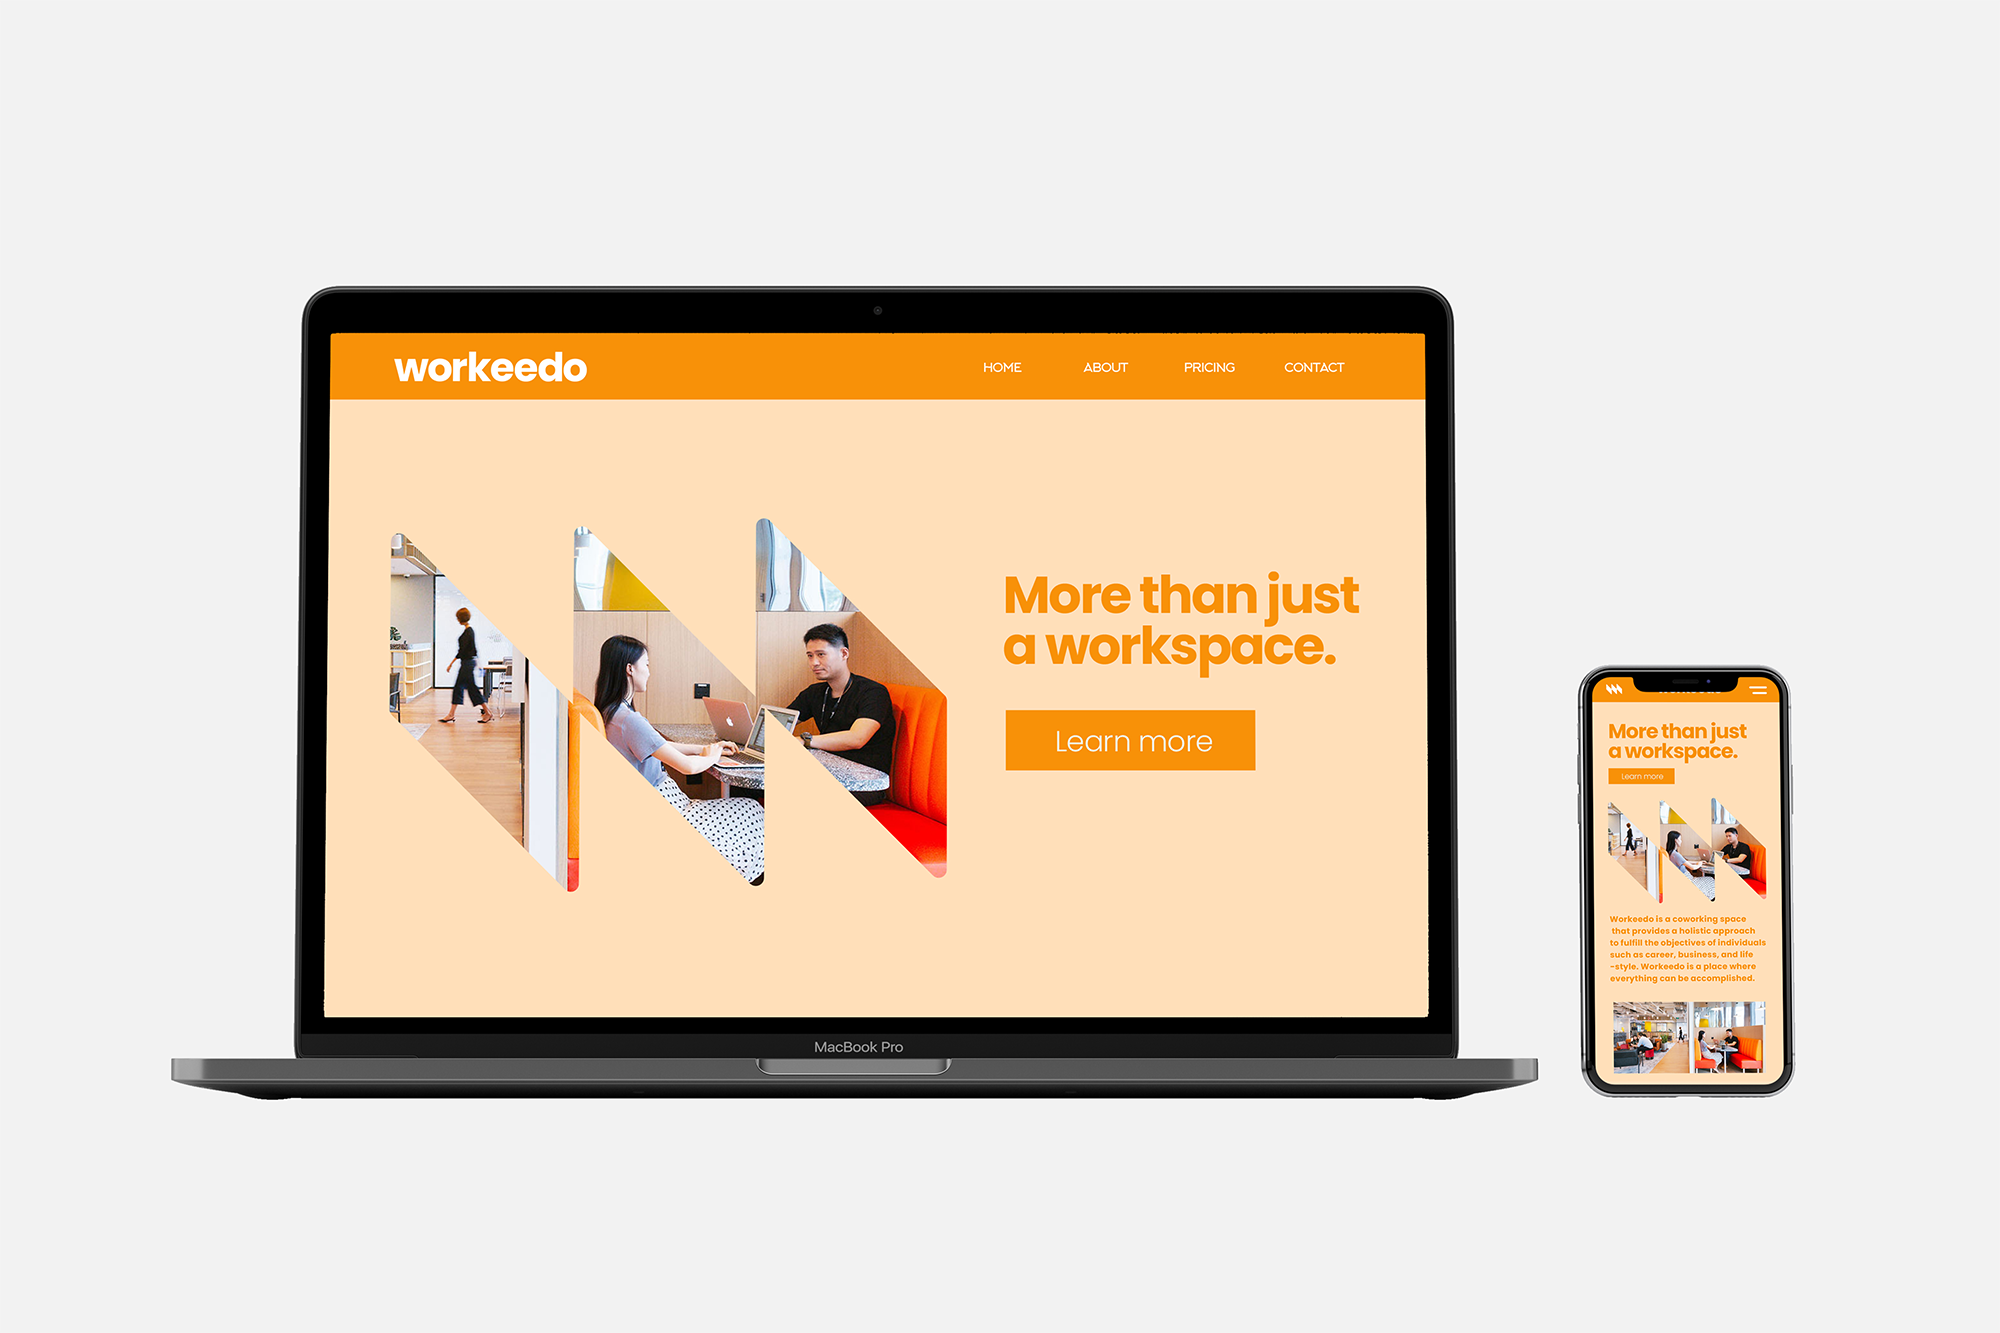 workeedo
HOME ABOUT PRICING CONTACT
More than just
a workspace.
Learn more
MacBook Pro
More than just
a workspace.
Learn more
Workeedo is a coworking space
that provides a holistic approach
to fulfill the objectives of individuals
such as career, business, and life
-style. Workeedo is a place where
everything can be accomplished.